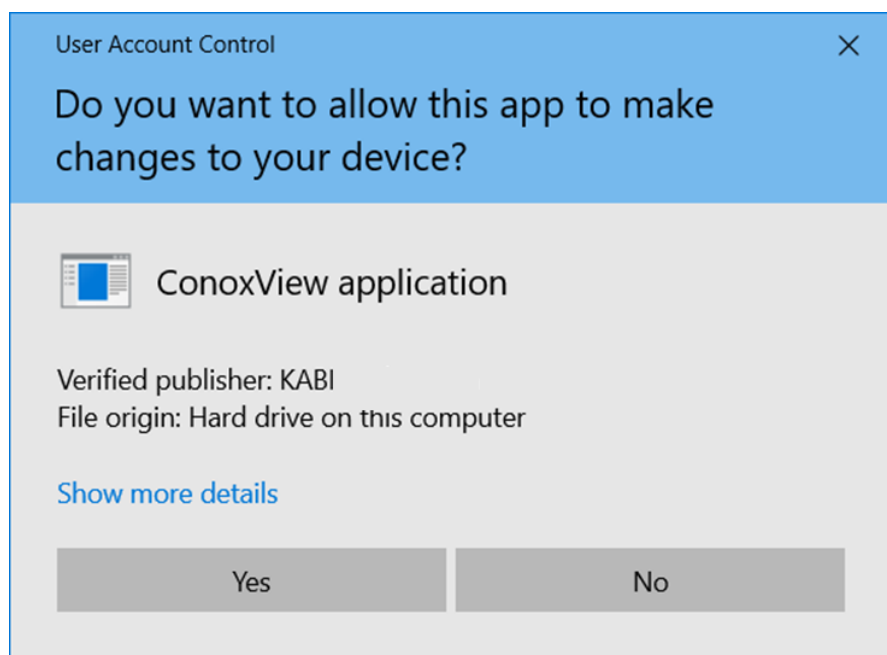 User Account Control
Do you want to allow this app to make
changes to your device?
ConoxView application
Verified publisher: KABI
File origin: Hard drive on this computer
Show more details
Yes
No